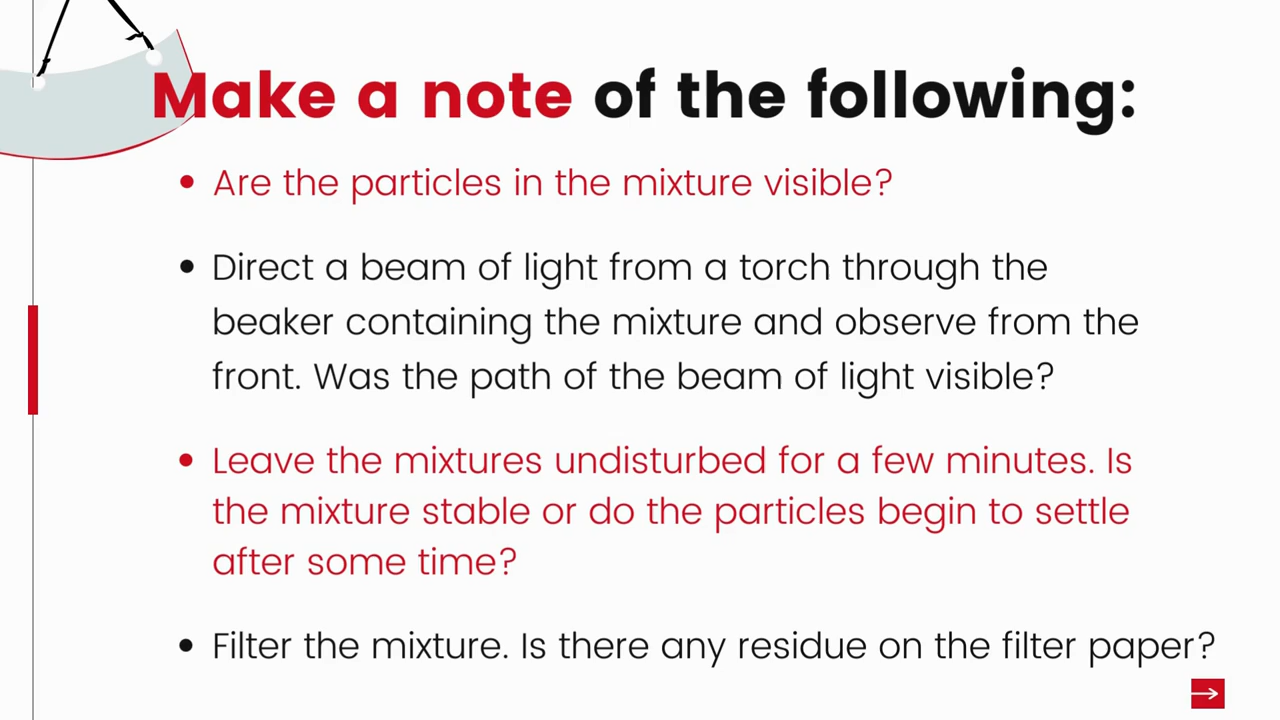 Make a note of the following:
• Are the particles in the mixture visible?
• Direct a beam of light from a torch through the
beaker containing the mixture and observe from the
front. Was the path of the beam of light visible?
• Leave the mixtures undisturbed for a few minutes. Is
the mixture stable or do the particles begin to settle
after some time?
• Filter the mixture. Is there any residue on the filter paper?